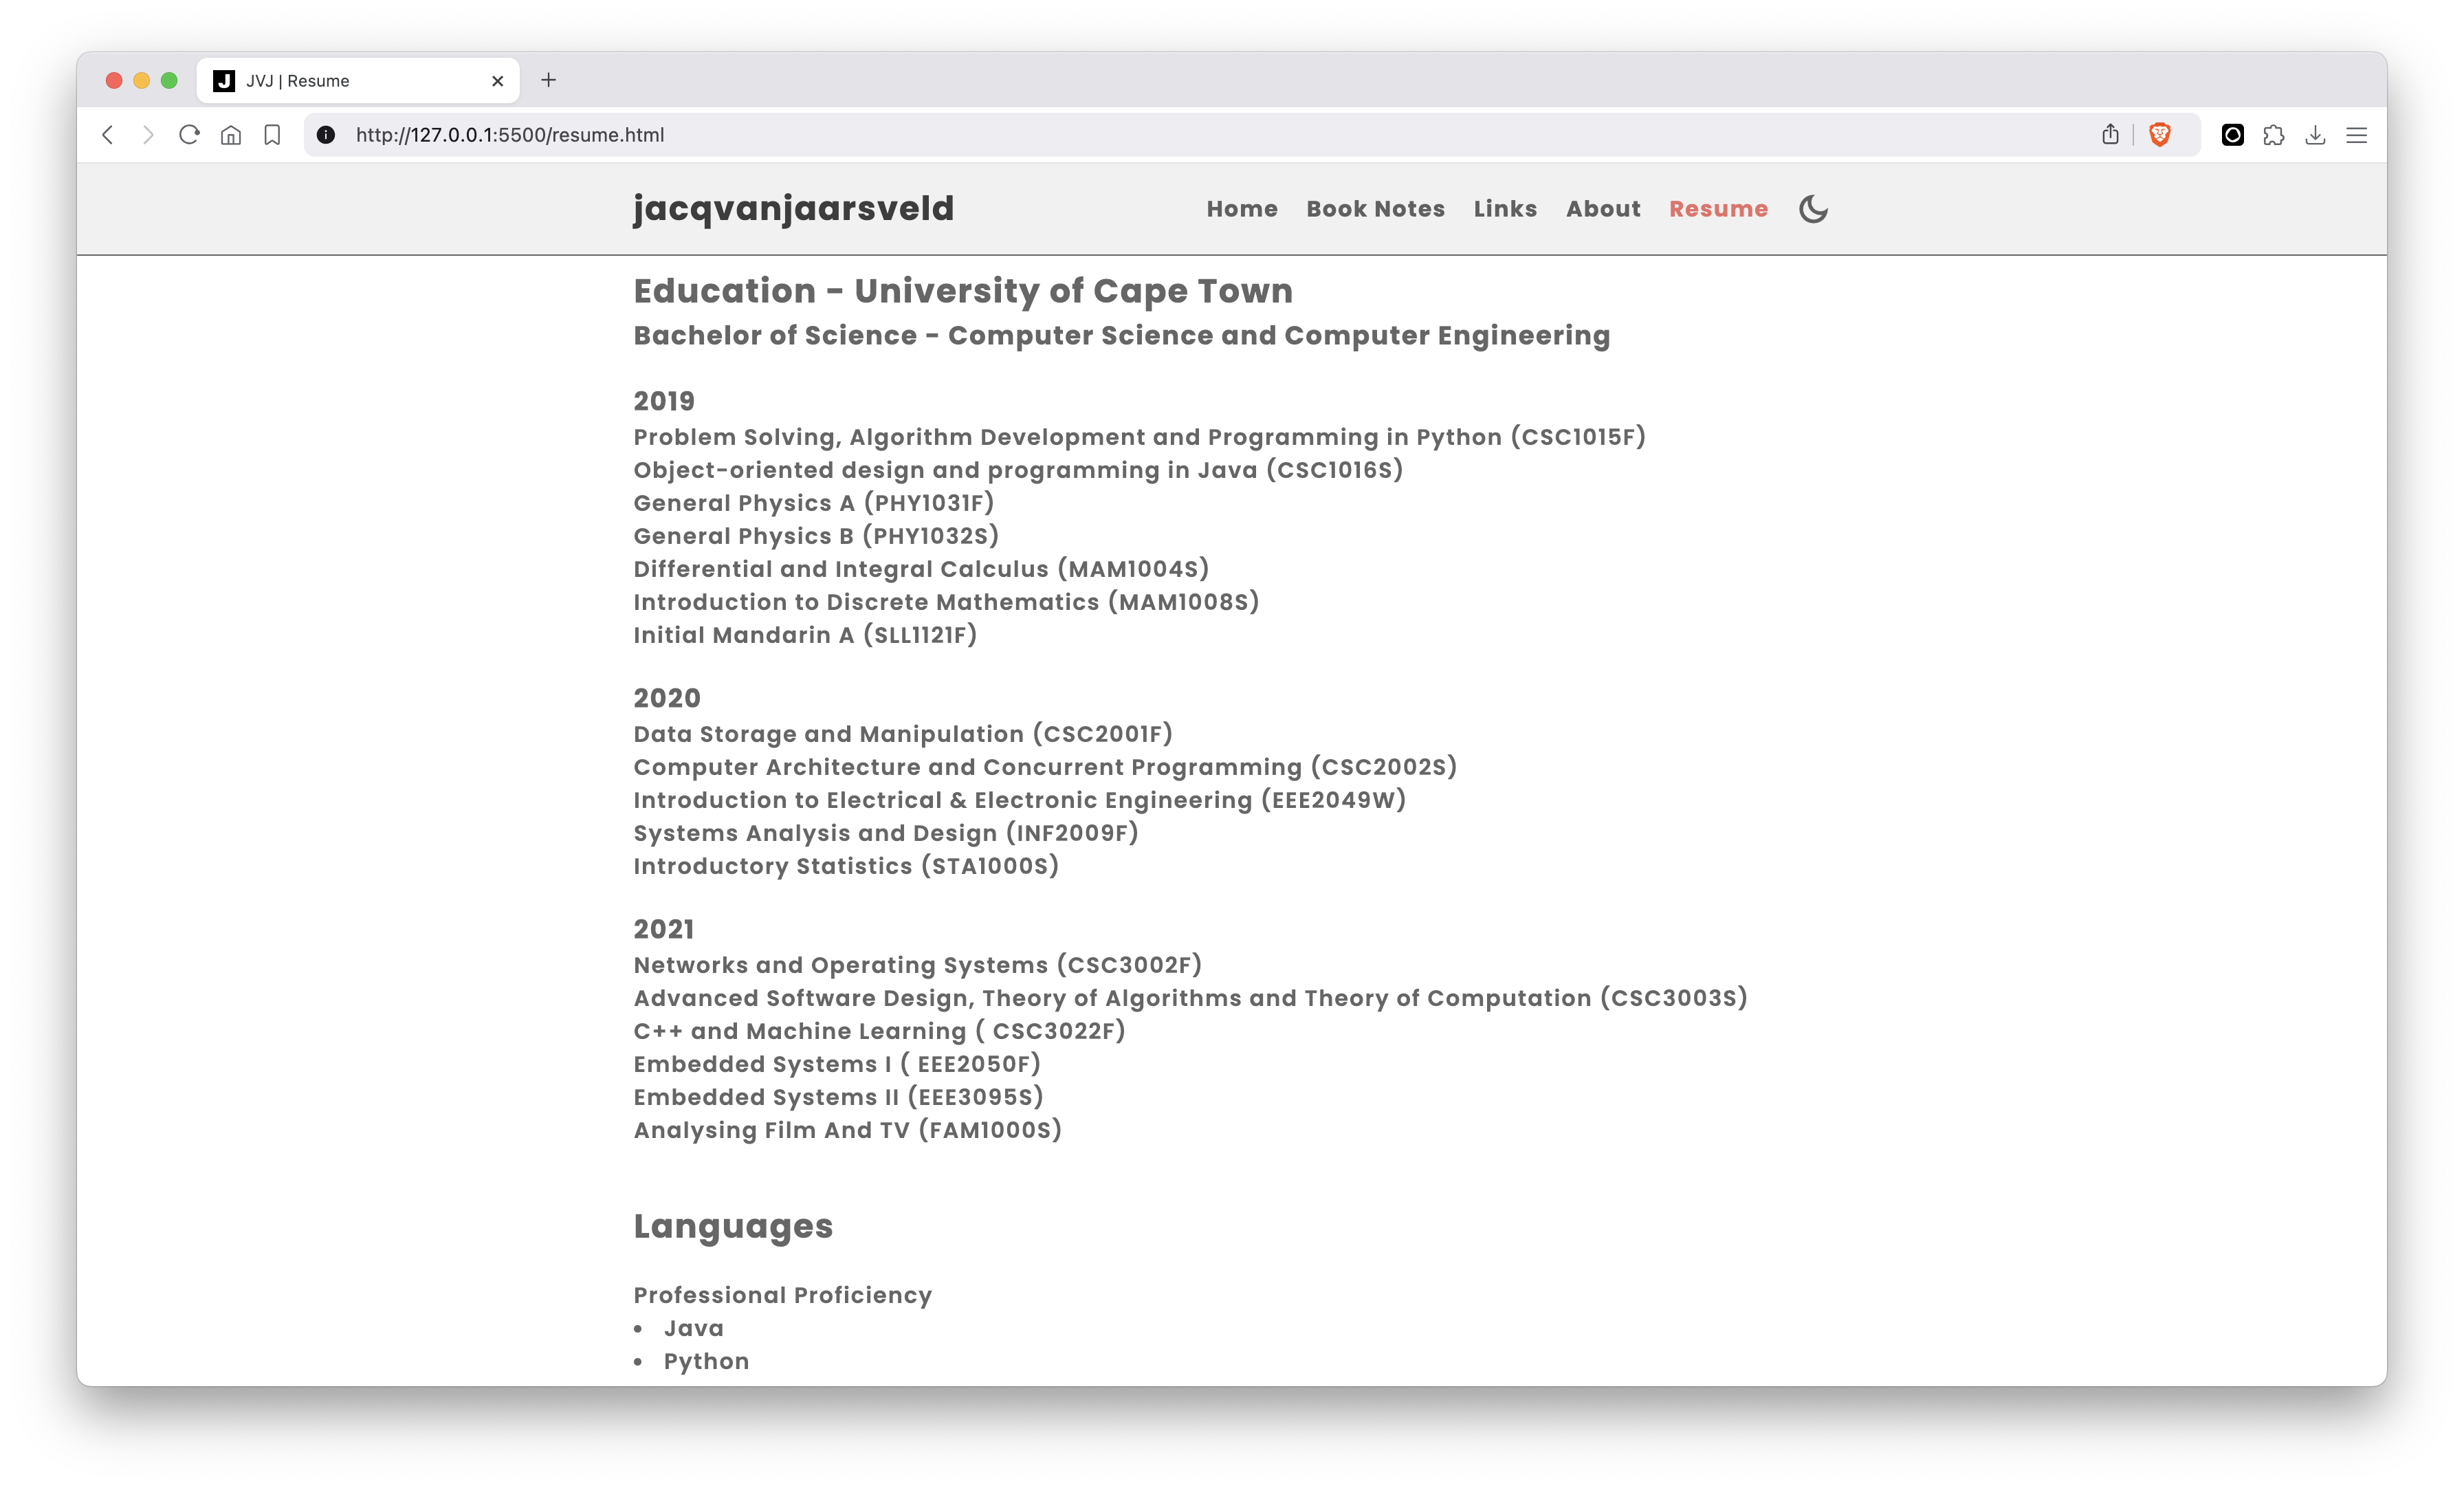 J JVJ | Resume
http://127.0.0.1:5500/resume.html
jacqvanjaarsveld Home Book Notes Links About Resume
Education - University of Cape Town
Bachelor of Science - Computer Science and Computer Engineering
2019
Problem Solving, Algorithm Development and Programming in Python (CSC1015F)
Object-oriented design and programming in Java (CSC1016S)
General Physics A (PHY1031F)
General Physics B (PHY1032S)
Differential and Integral Calculus (MAM1004S)
Introduction to Discrete Mathematics (MAM1008S)
Initial Mandarin A (SLL1121F)
2020
Data Storage and Manipulation (CSC2001F)
Computer Architecture and Concurrent Programming (CSC2002S)
Introduction to Electrical & Electronic Engineering (EEE2049W)
Systems Analysis and Design (INF2009F)
Introductory Statistics (STA1000S)
2021
Networks and Operating Systems (CSC3002F)
Advanced Software Design, Theory of Algorithms and Theory of Computation (CSC3003S)
C++ and Machine Learning ( CSC3022F)
Embedded Systems I ( EEE2050F)
Embedded Systems II (EEE3095S)
Analysing Film And TV (FAM1000S)
Languages
Professional Proficiency
• Java
• Python